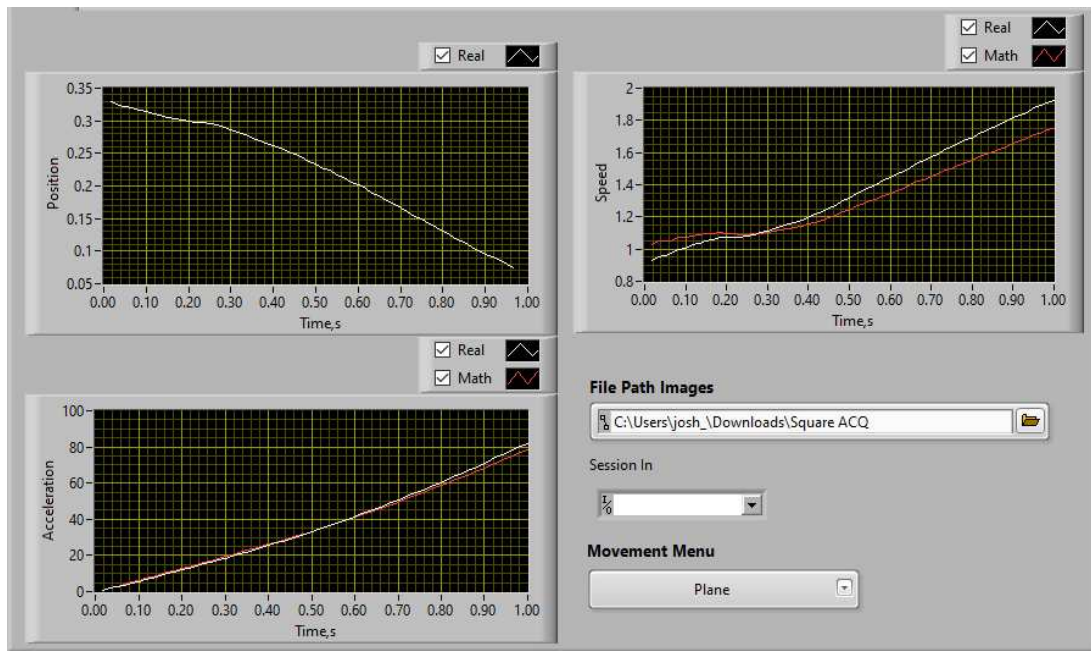 Real
0.35
0.3
0.25
0.2
0.15
0.1
0.05
Position
0.00 0.10 0.20 0.30 0.40 0.50 0.60 0.70 0.80 0.90 1.00
Time,s
Real
Math
2
1.8
1.6
1.4
1.2
1
0.8
Speed
0.00 0.10 0.20 0.30 0.40 0.50 0.60 0.70 0.80 0.90 1.00
Time,s
Real
Math
100
80
60
40
20
0
Acceleration
0.00 0.10 0.20 0.30 0.40 0.50 0.60 0.70 0.80 0.90 1.00
Time,s
File Path Images
C:\Users\josh_\Downloads\Square ACQ
Session In
I/O
Movement Menu
Plane